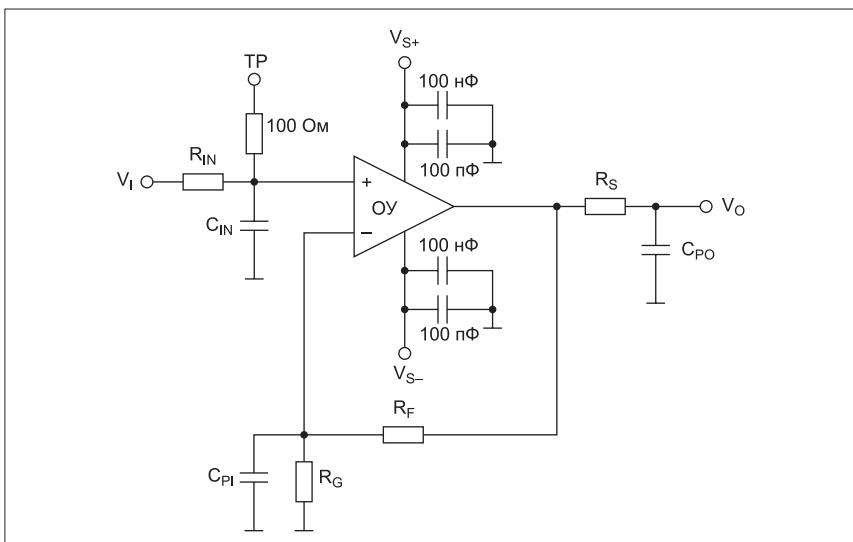 V_S+
TP
100 нФ
100 Ом
100 пФ
R_IN
V_I
+
ОУ
−
R_S
V_O
C_IN
100 нФ
C_PO
100 пФ
V_S−
R_F
C_PI
R_G